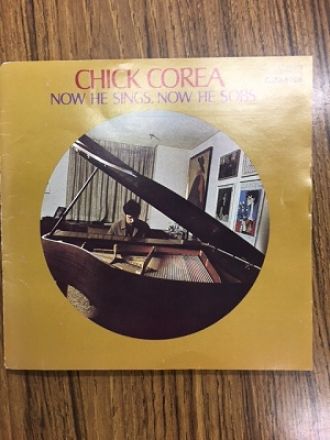 CHICK COREA
NOW HE SINGS, NOW HE SOBS